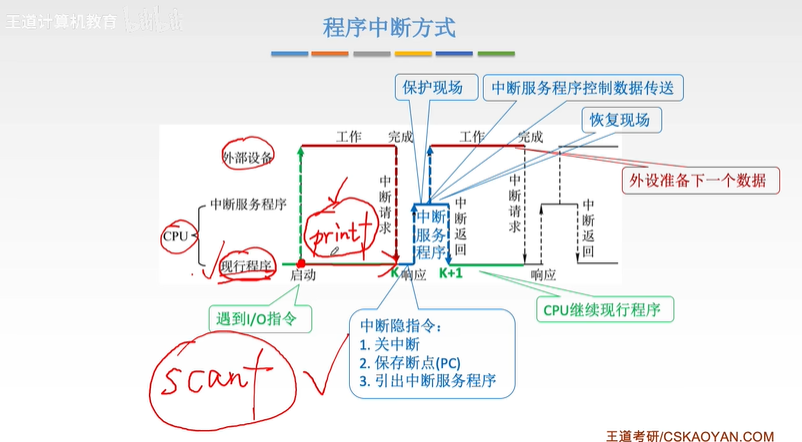 王道计算机教育
程序中断方式
保护现场
中断服务程序控制数据传送
恢复现场
工作
完成
工作
完成
外部设备
外设准备下一个数据
中断请求
中断请求
中断服务程序
printf
中断服务程序
中断返回
中断返回
CPU
现行程序
启动
K
响应
K+1
响应
遇到I/O指令
中断隐指令：
1. 关中断
2. 保存断点(PC)
3. 引出中断服务程序
CPU继续现行程序
scanf
王道考研/CSKAOYAN.COM